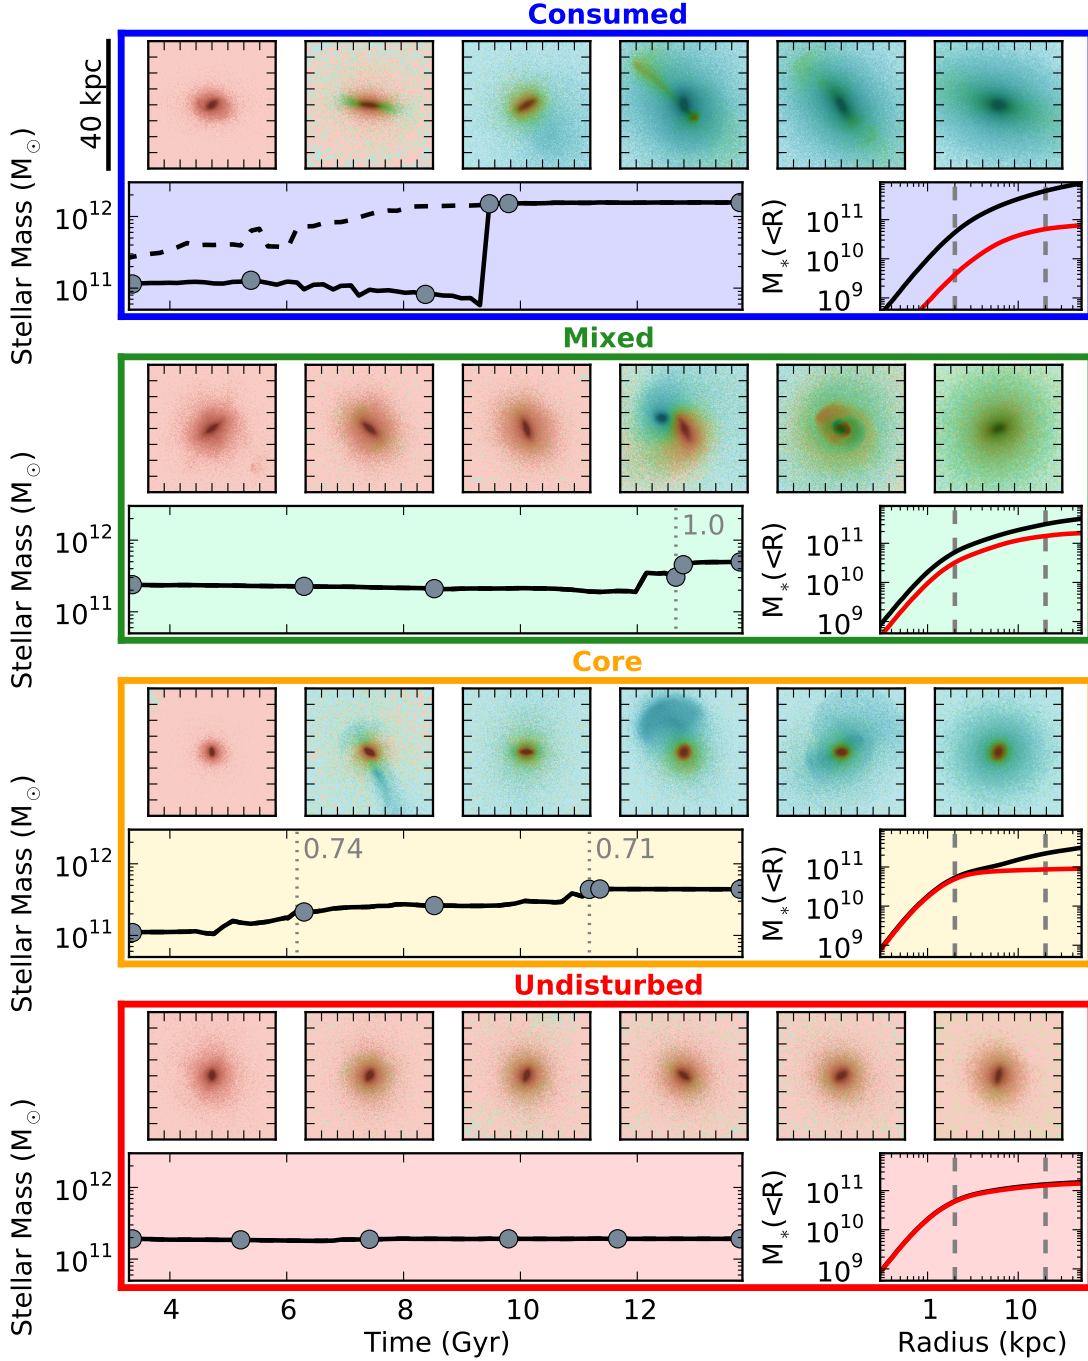 Consumed
40 kpc
Stellar Mass (M☉)
10¹²
10¹¹
M*(<R)
10¹¹
10¹⁰
10⁹
Mixed
Stellar Mass (M☉)
10¹²
10¹¹
1.0
M*(<R)
10¹¹
10¹⁰
10⁹
Core
Stellar Mass (M☉)
10¹²
10¹¹
0.74
0.71
M*(<R)
10¹¹
10¹⁰
10⁹
Undisturbed
Stellar Mass (M☉)
10¹²
10¹¹
M*(<R)
10¹¹
10¹⁰
10⁹
4 6 8 10 12
1 10
Time (Gyr)
Radius (kpc)